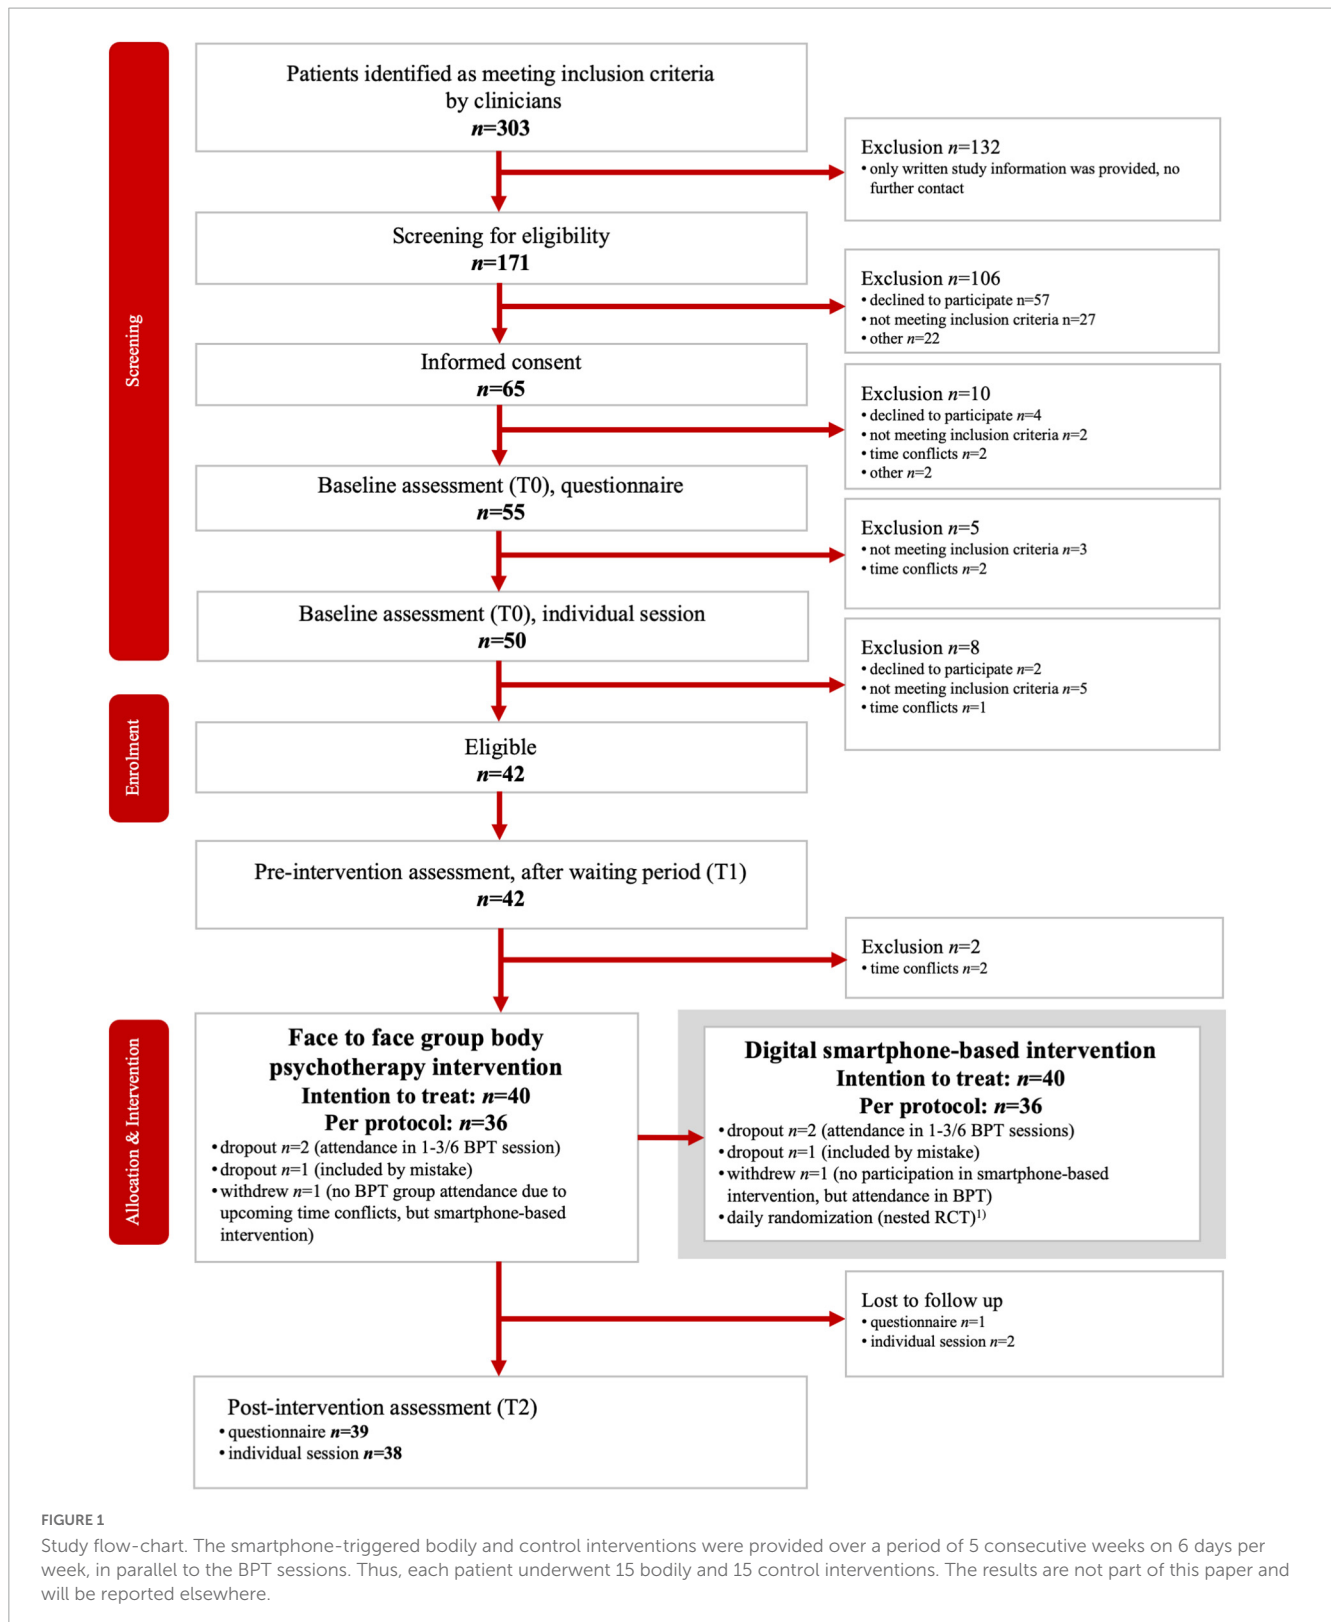 Patients identified as meeting inclusion criteria
by clinicians
n=303
Exclusion n=132
• only written study information was provided, no
further contact
Screening for eligibility
n=171
Exclusion n=106
• declined to participate n=57
• not meeting inclusion criteria n=27
• other n=22
Screening
Informed consent
n=65
Exclusion n=10
• declined to participate n=4
• not meeting inclusion criteria n=2
• time conflicts n=2
• other n=2
Baseline assessment (T0), questionnaire
n=55
Exclusion n=5
• not meeting inclusion criteria n=3
• time conflicts n=2
Baseline assessment (T0), individual session
n=50
Exclusion n=8
• declined to participate n=2
• not meeting inclusion criteria n=5
• time conflicts n=1
Enrolment
Eligible
n=42
Pre-intervention assessment, after waiting period (T1)
n=42
Exclusion n=2
• time conflicts n=2
Allocation & Intervention
Face to face group body
psychotherapy intervention
Intention to treat: n=40
Per protocol: n=36
• dropout n=2 (attendance in 1-3/6 BPT session)
• dropout n=1 (included by mistake)
• withdrew n=1 (no BPT group attendance due to
upcoming time conflicts, but smartphone-based
intervention)
Digital smartphone-based intervention
Intention to treat: n=40
Per protocol: n=36
• dropout n=2 (attendance in 1-3/6 BPT sessions)
• dropout n=1 (included by mistake)
• withdrew n=1 (no participation in smartphone-based
intervention, but attendance in BPT)
• daily randomization (nested RCT)1)
Lost to follow up
• questionnaire n=1
• individual session n=2
Post-intervention assessment (T2)
• questionnaire n=39
• individual session n=38
FIGURE 1
Study flow-chart. The smartphone-triggered bodily and control interventions were provided over a period of 5 consecutive weeks on 6 days per
week, in parallel to the BPT sessions. Thus, each patient underwent 15 bodily and 15 control interventions. The results are not part of this paper and
will be reported elsewhere.